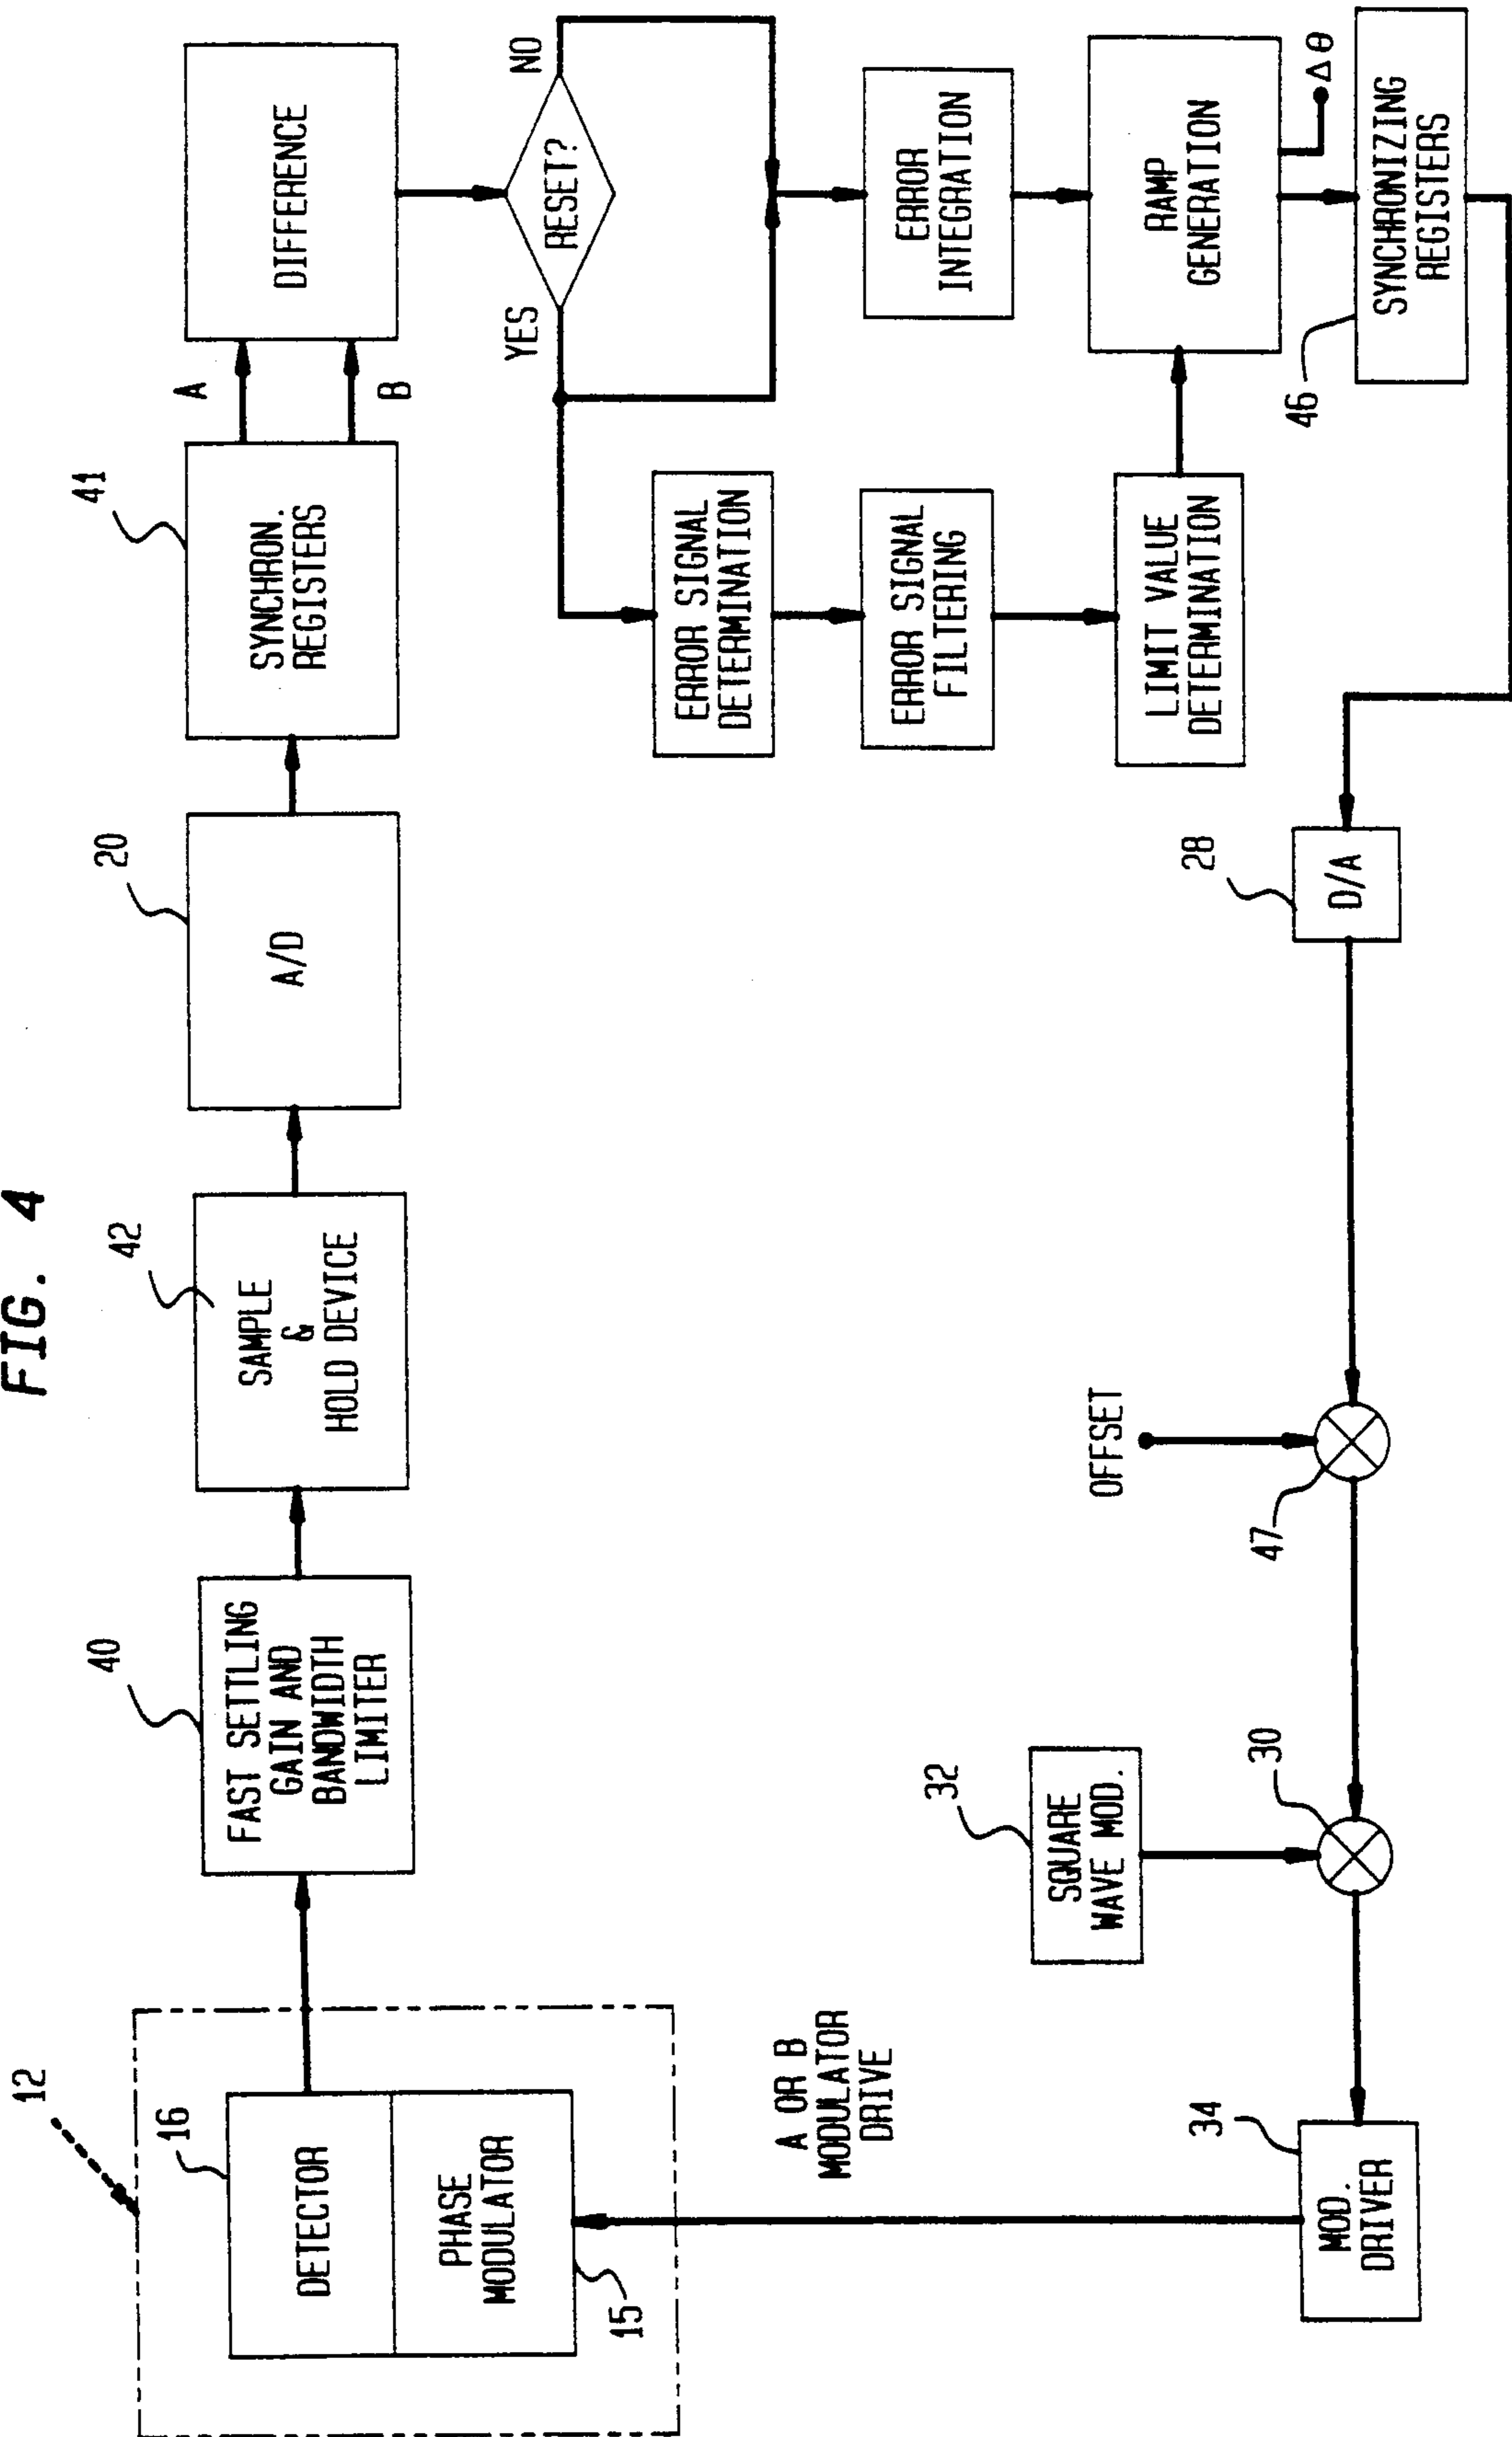 FIG. 4
12
16
DETECTOR
PHASE
MODULATOR
15
40
FAST SETTLING
GAIN AND
BANDWIDTH
LIMITER
42
SAMPLE
&
HOLD DEVICE
20
A/D
41
SYNCHRON.
REGISTERS
A
B
DIFFERENCE
RESET?
YES
NO
ERROR SIGNAL
DETERMINATION
ERROR SIGNAL
FILTERING
LIMIT VALUE
DETERMINATION
ERROR
INTEGRATION
RAMP
GENERATION
Δθ
46
SYNCHRONIZING
REGISTERS
28
D/A
OFFSET
47
32
SQUARE
WAVE MOD.
30
34
MOD.
DRIVER
A OR B
MODULATOR
DRIVE